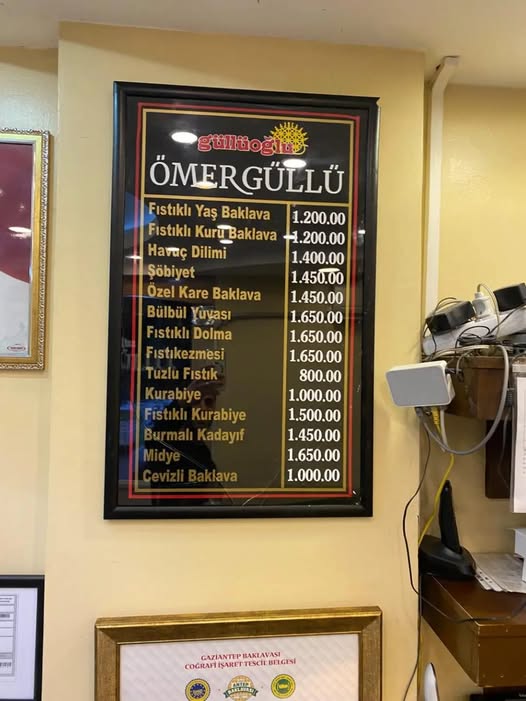 güllüoğlu
ÖMERGÜLLÜ
Fıstıklı Yaş Baklava 1.200.00
Fıstıklı Kuru Baklava 1.200.00
Havuç Dilimi 1.400.00
Şöbiyet 1.450.00
Özel Kare Baklava 1.450.00
Bülbül Yuvası 1.650.00
Fıstıklı Dolma 1.650.00
Fıstıkezmesi 1.650.00
Tuzlu Fıstık 800.00
Kurabiye 1.000.00
Fıstıklı Kurabiye 1.500.00
Burmalı Kadayıf 1.450.00
Midye 1.650.00
Cevizli Baklava 1.000.00
GAZİANTEP BAKLAVASI
COĞRAFİ İŞARET TESCİL BELGESİ
ANTEP
BAKLAVASI